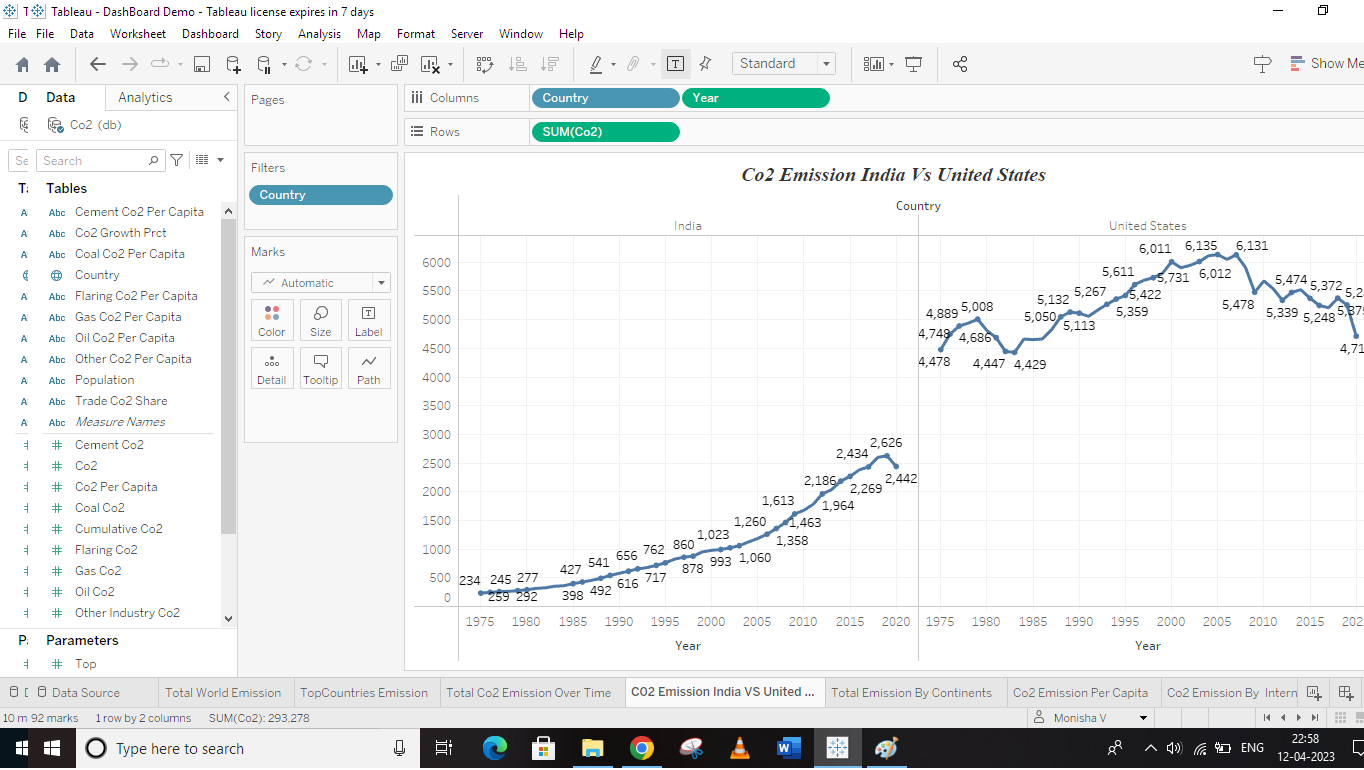 T Tableau - DashBoard Demo - Tableau license expires in 7 days
File File Data Worksheet Dashboard Story Analysis Map Format Server Window Help
Standard
Show Me
D Data Analytics
Co2 (db)
Se Search
Tables
Abc Cement Co2 Per Capita
Abc Co2 Growth Prct
Abc Coal Co2 Per Capita
Country
Abc Flaring Co2 Per Capita
Abc Gas Co2 Per Capita
Abc Oil Co2 Per Capita
Abc Other Co2 Per Capita
Abc Population
Abc Trade Co2 Share
Abc Measure Names
# Cement Co2
# Co2
# Co2 Per Capita
# Coal Co2
# Cumulative Co2
# Flaring Co2
# Gas Co2
# Oil Co2
# Other Industry Co2
Parameters
# Top
Pages
Filters
Country
Marks
Automatic
Color Size Label
Detail Tooltip Path
Columns Country Year
Rows SUM(Co2)
Co2 Emission India Vs United States
Country
India United States
6000
5500
5000
4500
4000
3500
3000
2500
2000
1500
1000
500
0
234 245 277 427 541 656 762 860 1,023 1,260 1,613 2,186 2,434 2,626
259 292 398 492 616 717 878 993 1,060 1,358 1,463 1,964 2,269 2,442
4,889 5,008 5,132 5,267 5,611 6,011 6,135 6,131 5,474 5,372
4,748 4,686 5,050 5,113 5,359 5,422 5,731 6,012 5,478 5,339 5,248
4,478 4,447 4,429
1975 1980 1985 1990 1995 2000 2005 2010 2015 2020 1975 1980 1985 1990 1995 2000 2005 2010 2015
Year Year
Data Source Total World Emission TopCountries Emission Total Co2 Emission Over Time CO2 Emission India VS United ... Total Emission By Continents Co2 Emission Per Capita Co2 Emission By Intern
10 m 92 marks 1 row by 2 columns SUM(Co2): 293,278 Monisha V
Type here to search
ENG
22:58
12-04-2023